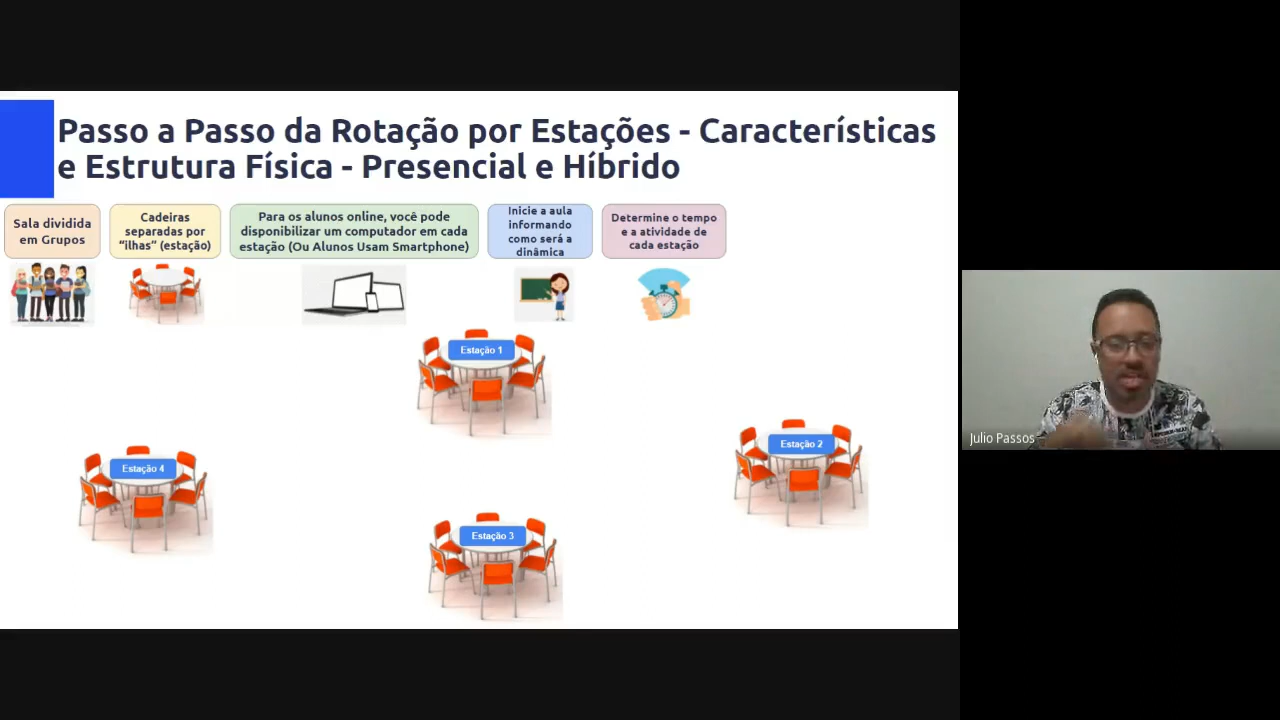 Passo a Passo da Rotação por Estações - Características
e Estrutura Física - Presencial e Híbrido
Sala dividida
em Grupos
Cadeiras
separadas por
“ilhas” (estação)
Para os alunos online, você pode
disponibilizar um computador em cada
estação (Ou Alunos Usam Smartphone)
Inicie a aula
informando
como será a
dinâmica
Determine o tempo
e a atividade de
cada estação
Estação 1
Estação 2
Estação 4
Estação 3
Julio Passos